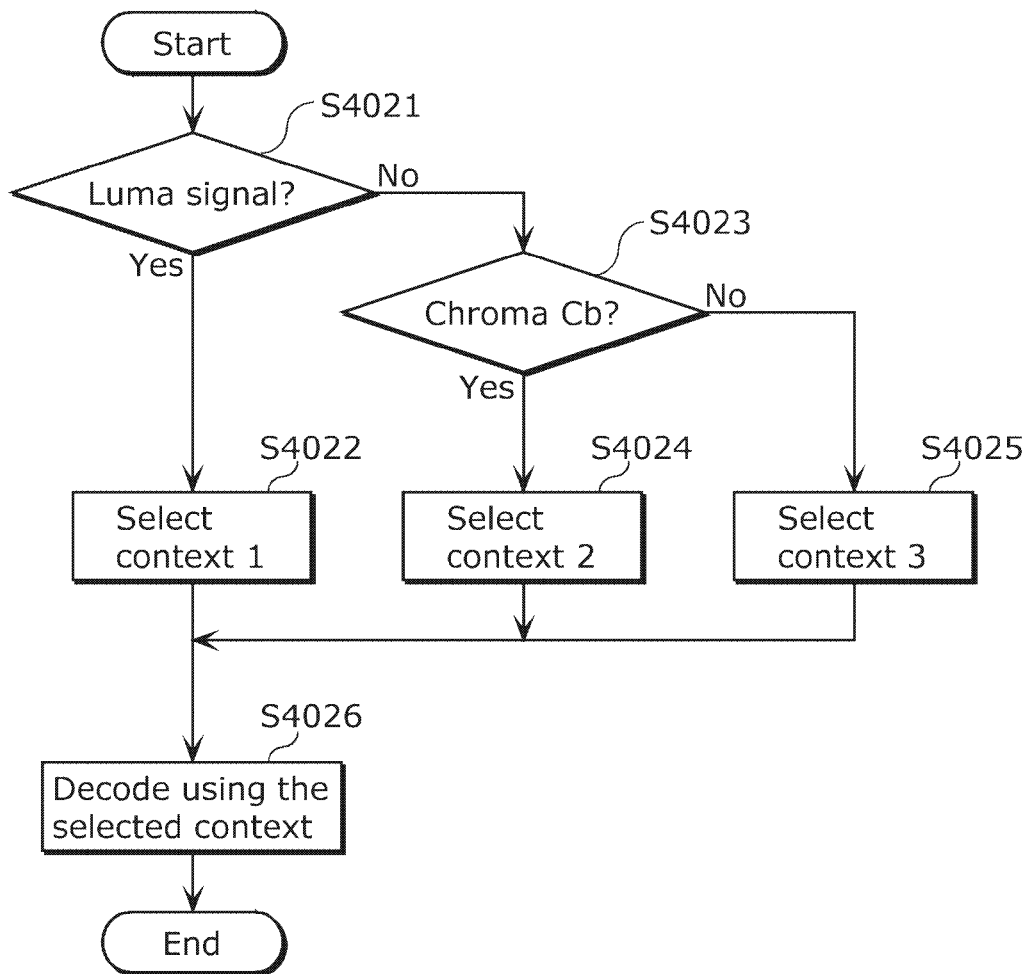 Start
S4021
Luma signal?
No
Yes
S4023
Chroma Cb?
No
Yes
S4022
Select
context 1
S4024
Select
context 2
S4025
Select
context 3
S4026
Decode using the
selected context
End